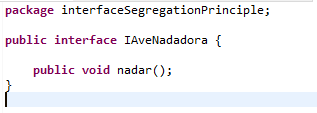 package interfaceSegregationPrinciple;
public interface IAveNadadora {
public void nadar();
}